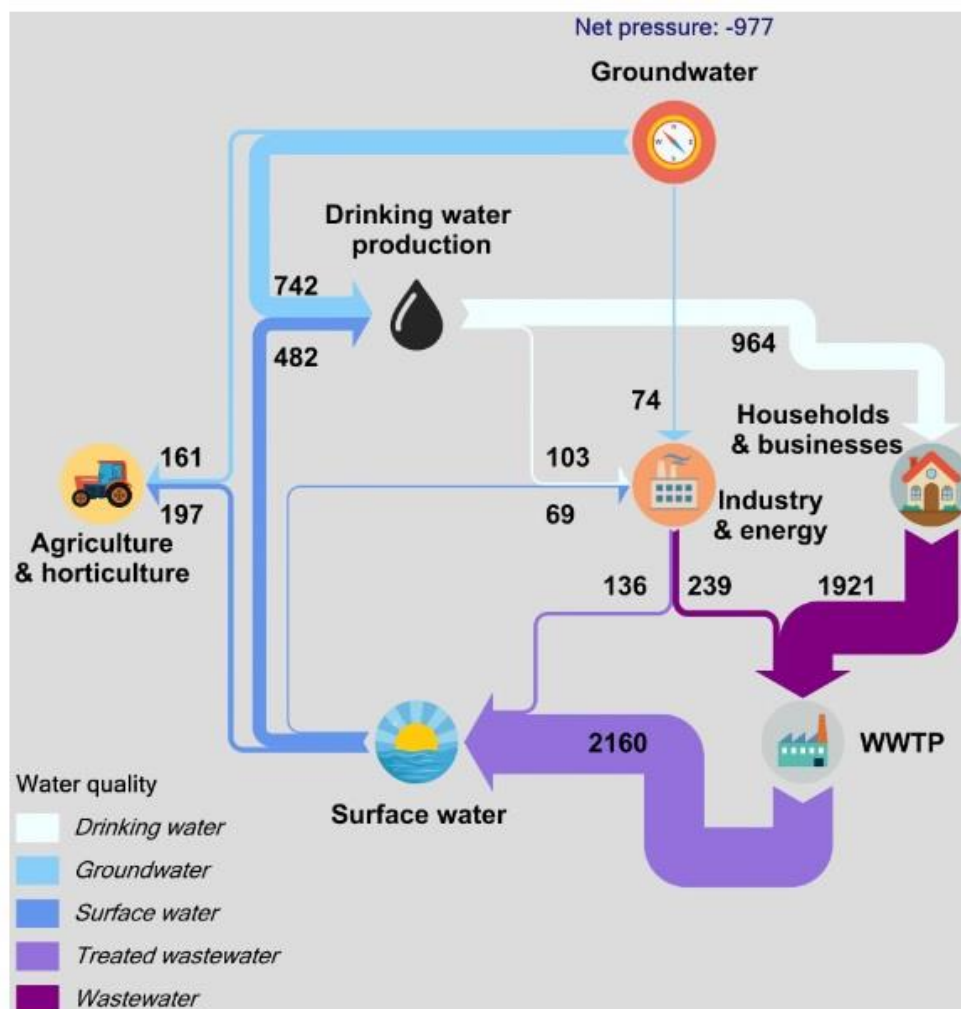 Net pressure: -977
Groundwater
Drinking water
production
742
482
964
74
Households
& businesses
161
197
103
69
Industry
& energy
Agriculture
& horticulture
136
239
1921
2160
WWTP
Surface water
Water quality
Drinking water
Groundwater
Surface water
Treated wastewater
Wastewater